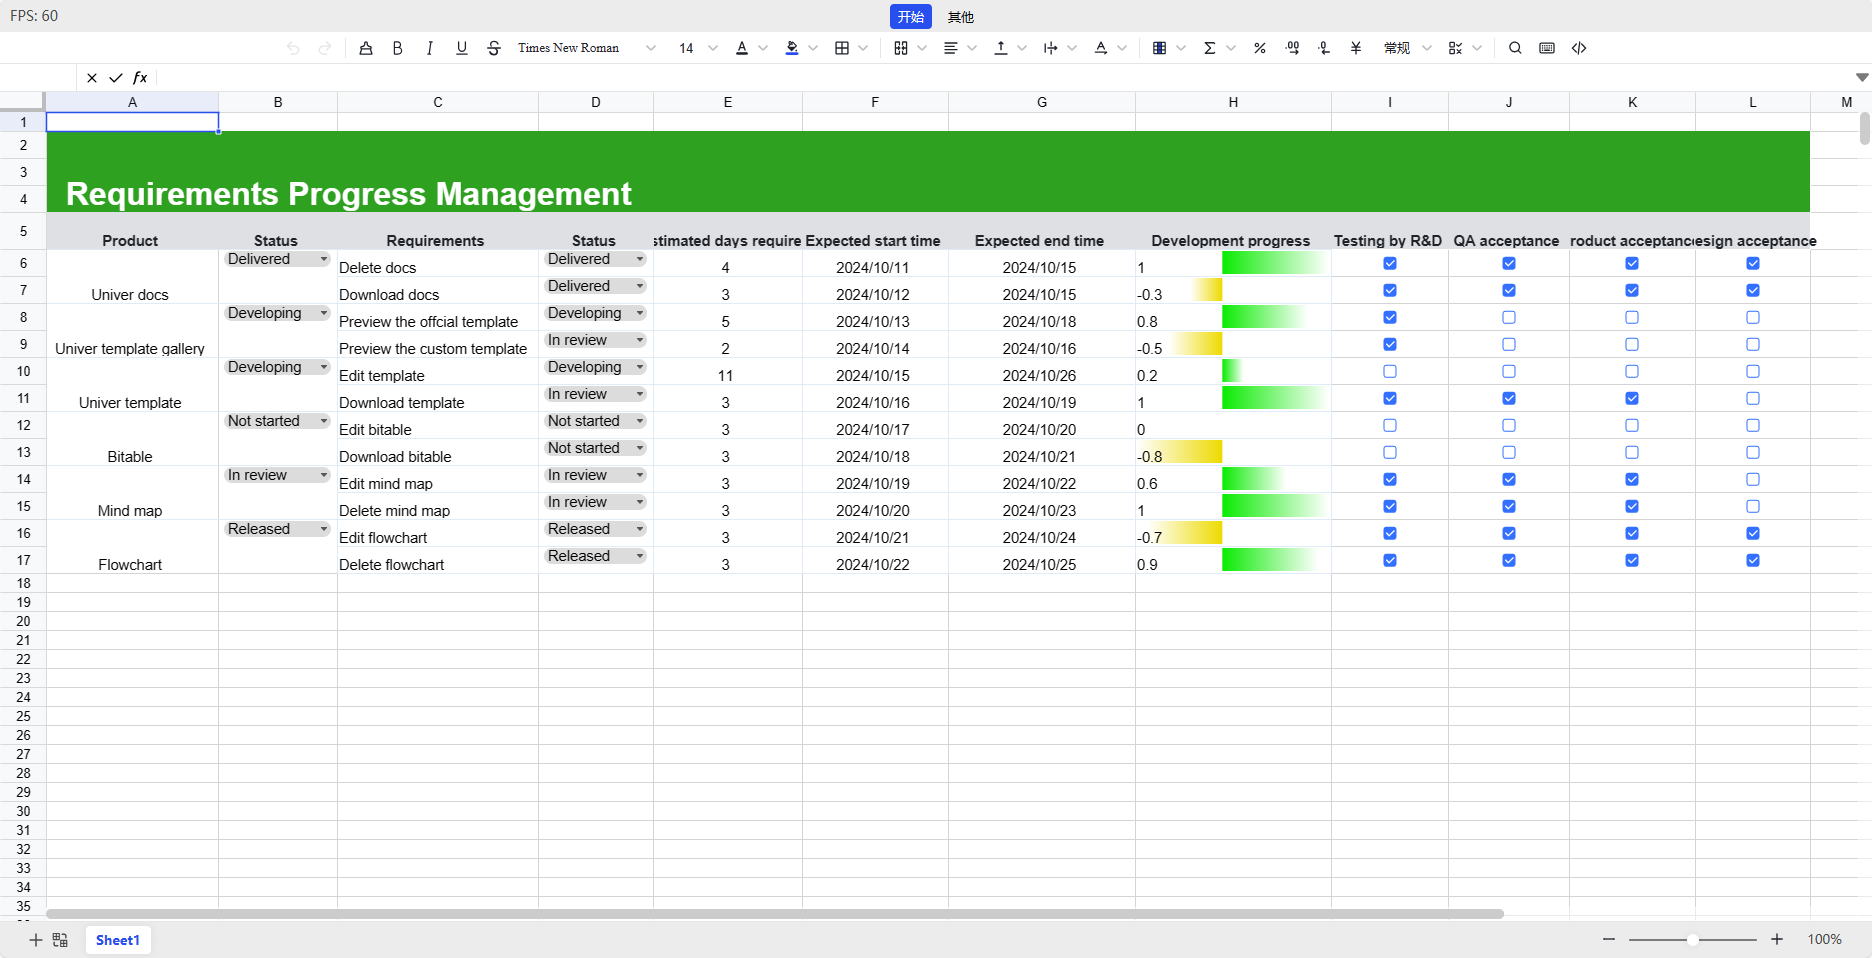 FPS: 60
开始 其他
Times New Roman 14 常规
fx
A B C D E F G H I J K L M
1
2
3
4 Requirements Progress Management
5 Product Status Requirements Status stimated days require Expected start time Expected end time Development progress Testing by R&D QA acceptance roduct acceptanc esign acceptance
6 Delivered Delete docs Delivered 4 2024/10/11 2024/10/15 1
7 Univer docs Download docs Delivered 3 2024/10/12 2024/10/15 -0.3
8 Developing Preview the offcial template Developing 5 2024/10/13 2024/10/18 0.8
9 Univer template gallery Preview the custom template In review 2 2024/10/14 2024/10/16 -0.5
10 Developing Edit template Developing 11 2024/10/15 2024/10/26 0.2
11 Univer template Download template In review 3 2024/10/16 2024/10/19 1
12 Not started Edit bitable Not started 3 2024/10/17 2024/10/20 0
13 Bitable Download bitable Not started 3 2024/10/18 2024/10/21 -0.8
14 In review Edit mind map In review 3 2024/10/19 2024/10/22 0.6
15 Mind map Delete mind map In review 3 2024/10/20 2024/10/23 1
16 Released Edit flowchart Released 3 2024/10/21 2024/10/24 -0.7
17 Flowchart Delete flowchart Released 3 2024/10/22 2024/10/25 0.9
18
19
20
21
22
23
24
25
26
27
28
29
30
31
32
33
34
35
Sheet1 100%